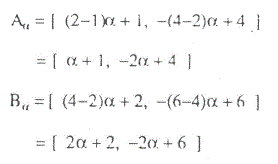 Aα = [ (2−1)α + 1, −(4−2)α + 4 ]
= [ α + 1, −2α + 4 ]
Bα = [ (4−2)α + 2, −(6−4)α + 6 ]
= [ 2α + 2, −2α + 6 ]